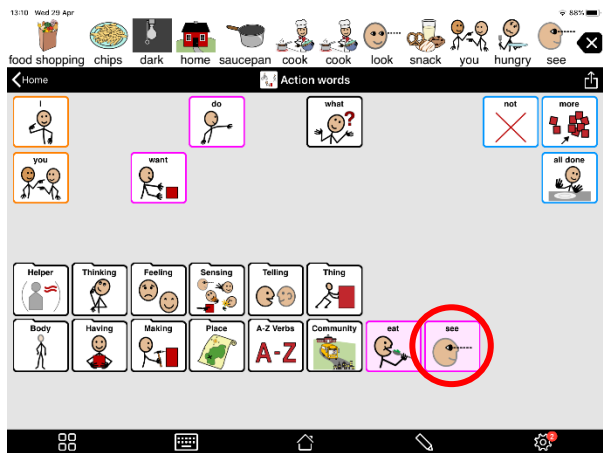 13:10 Wed 29 Apr 88%
food shopping chips dark home saucepan cook cook look snack you hungry see
Home Action words
I do what not more
?
you want all done
Helper Thinking Feeling Sensing Telling Thing
Body Having Making Place A-Z Verbs Community eat see
A-Z
2